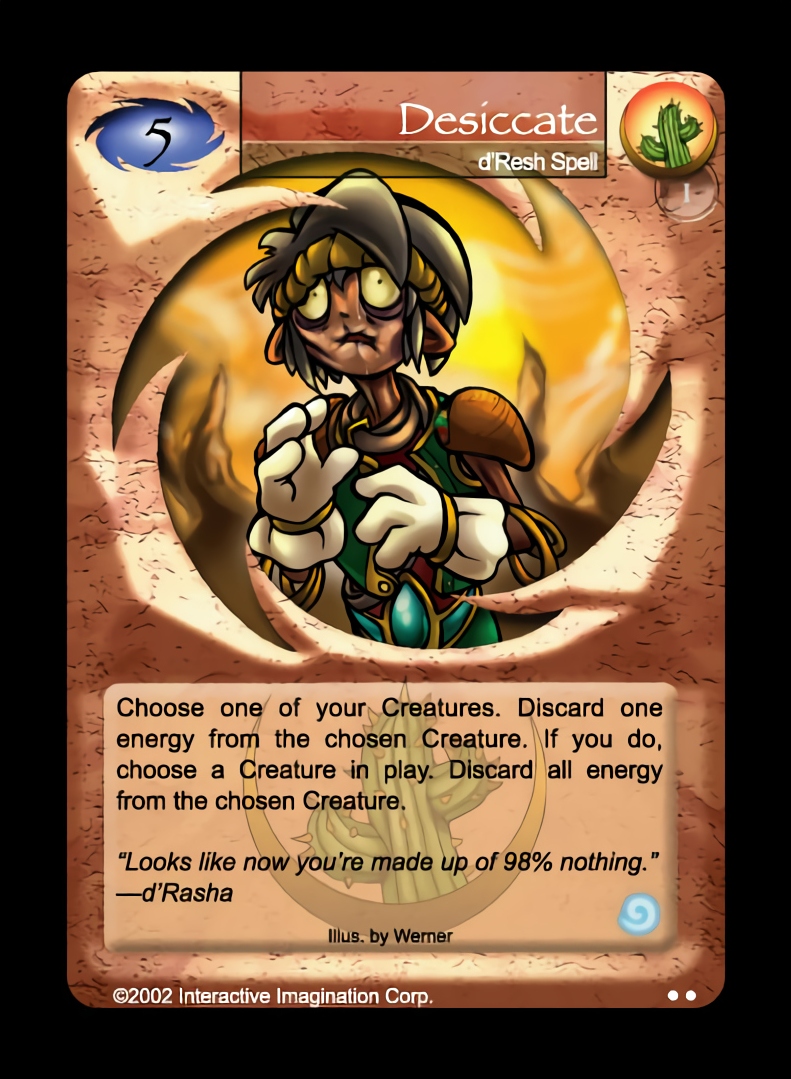 5
Desiccate
d'Resh Spell
I
Choose one of your Creatures. Discard one
energy from the chosen Creature. If you do,
choose a Creature in play. Discard all energy
from the chosen Creature.
“Looks like now you’re made up of 98% nothing.”
—d’Rasha
Illus. by Werner
©2002 Interactive Imagination Corp.